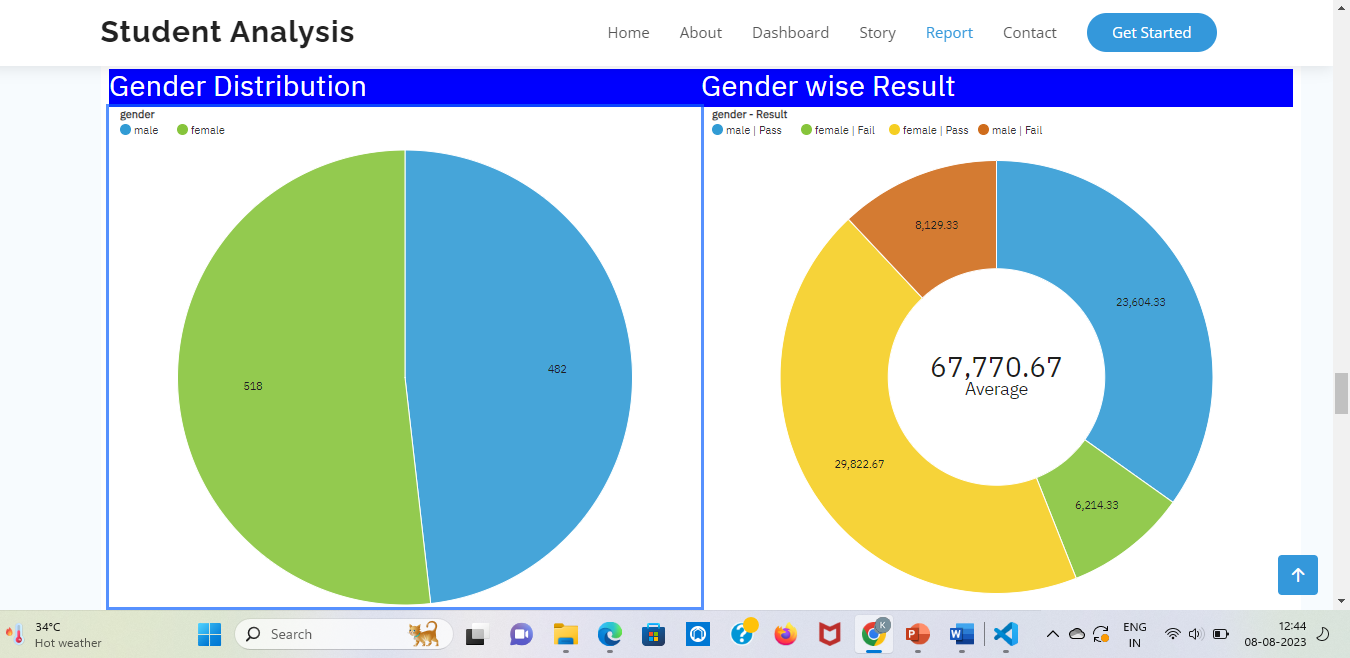 Student Analysis
Home About Dashboard Story Report Contact Get Started
Gender Distribution
gender
male female
518
482
Gender wise Result
gender - Result
male | Pass female | Fail female | Pass male | Fail
8,129.33
23,604.33
67,770.67
Average
29,822.67
6,214.33
34°C
Hot weather
Search
K
P
W
ENG
IN
12:44
08-08-2023